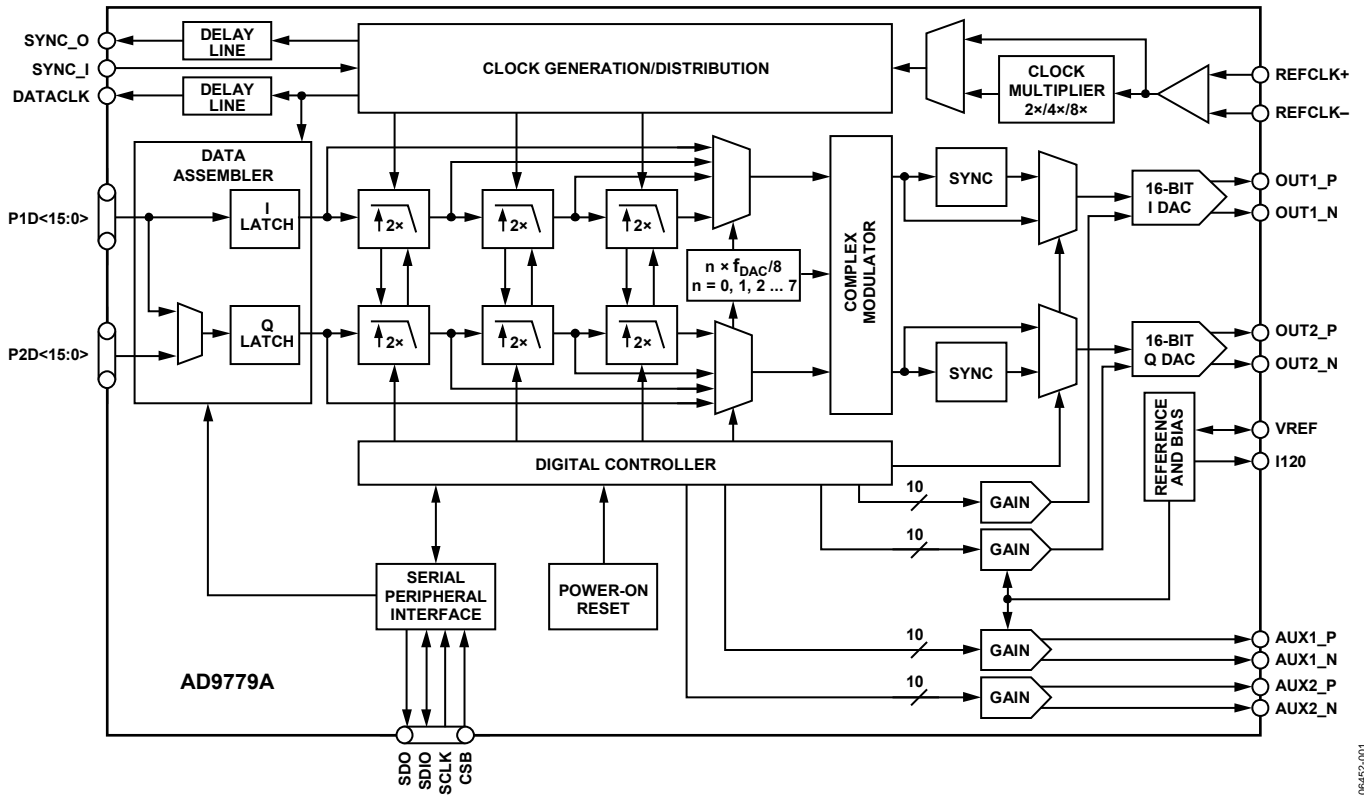 SYNC_O
SYNC_I
DATACLK
DELAY
LINE
DELAY
LINE
CLOCK GENERATION/DISTRIBUTION
CLOCK
MULTIPLIER
2×/4×/8×
REFCLK+
REFCLK–
DATA
ASSEMBLER
P1D<15:0>
I
LATCH
2×
2×
2×
n × fDAC/8
n = 0, 1, 2 ... 7
COMPLEX
MODULATOR
SYNC
16-BIT
I DAC
OUT1_P
OUT1_N
P2D<15:0>
Q
LATCH
2×
2×
2×
SYNC
16-BIT
Q DAC
OUT2_P
OUT2_N
DIGITAL CONTROLLER
REFERENCE
AND BIAS
VREF
I120
10
GAIN
10
GAIN
SERIAL
PERIPHERAL
INTERFACE
POWER-ON
RESET
10
GAIN
AUX1_P
AUX1_N
10
GAIN
AUX2_P
AUX2_N
AD9779A
SDO
SDIO
SCLK
CSB
06452-001